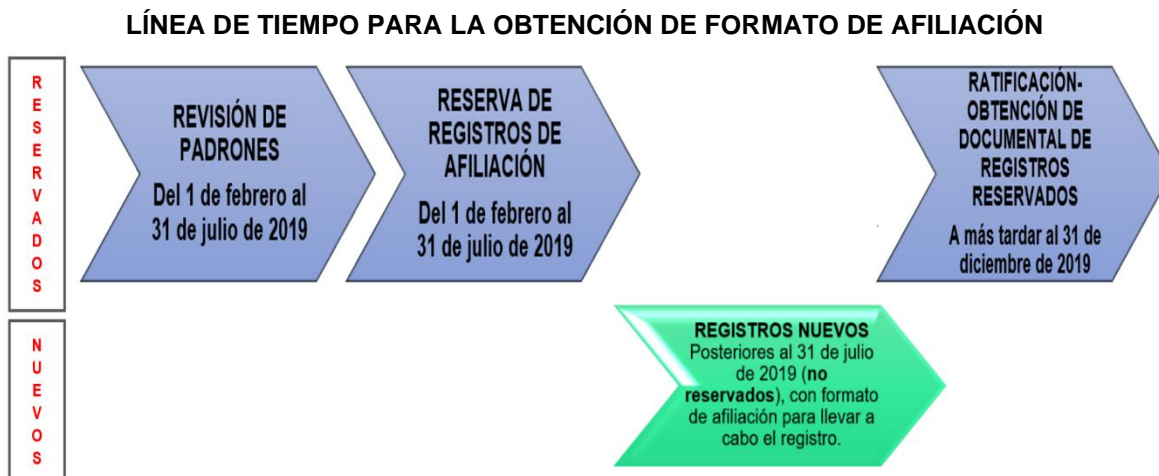 LÍNEA DE TIEMPO PARA LA OBTENCIÓN DE FORMATO DE AFILIACIÓN
RESERVADOS
REVISIÓN DE
PADRONES
Del 1 de febrero al
31 de julio de 2019
RESERVA DE
REGISTROS DE
AFILIACIÓN
Del 1 de febrero al
31 de julio de 2019
RATIFICACIÓN-
OBTENCIÓN DE
DOCUMENTAL DE
REGISTROS
RESERVADOS
A más tardar al 31 de
diciembre de 2019
NUEVOS
REGISTROS NUEVOS
Posteriores al 31 de julio
de 2019 (no
reservados), con formato
de afiliación para llevar a
cabo el registro.